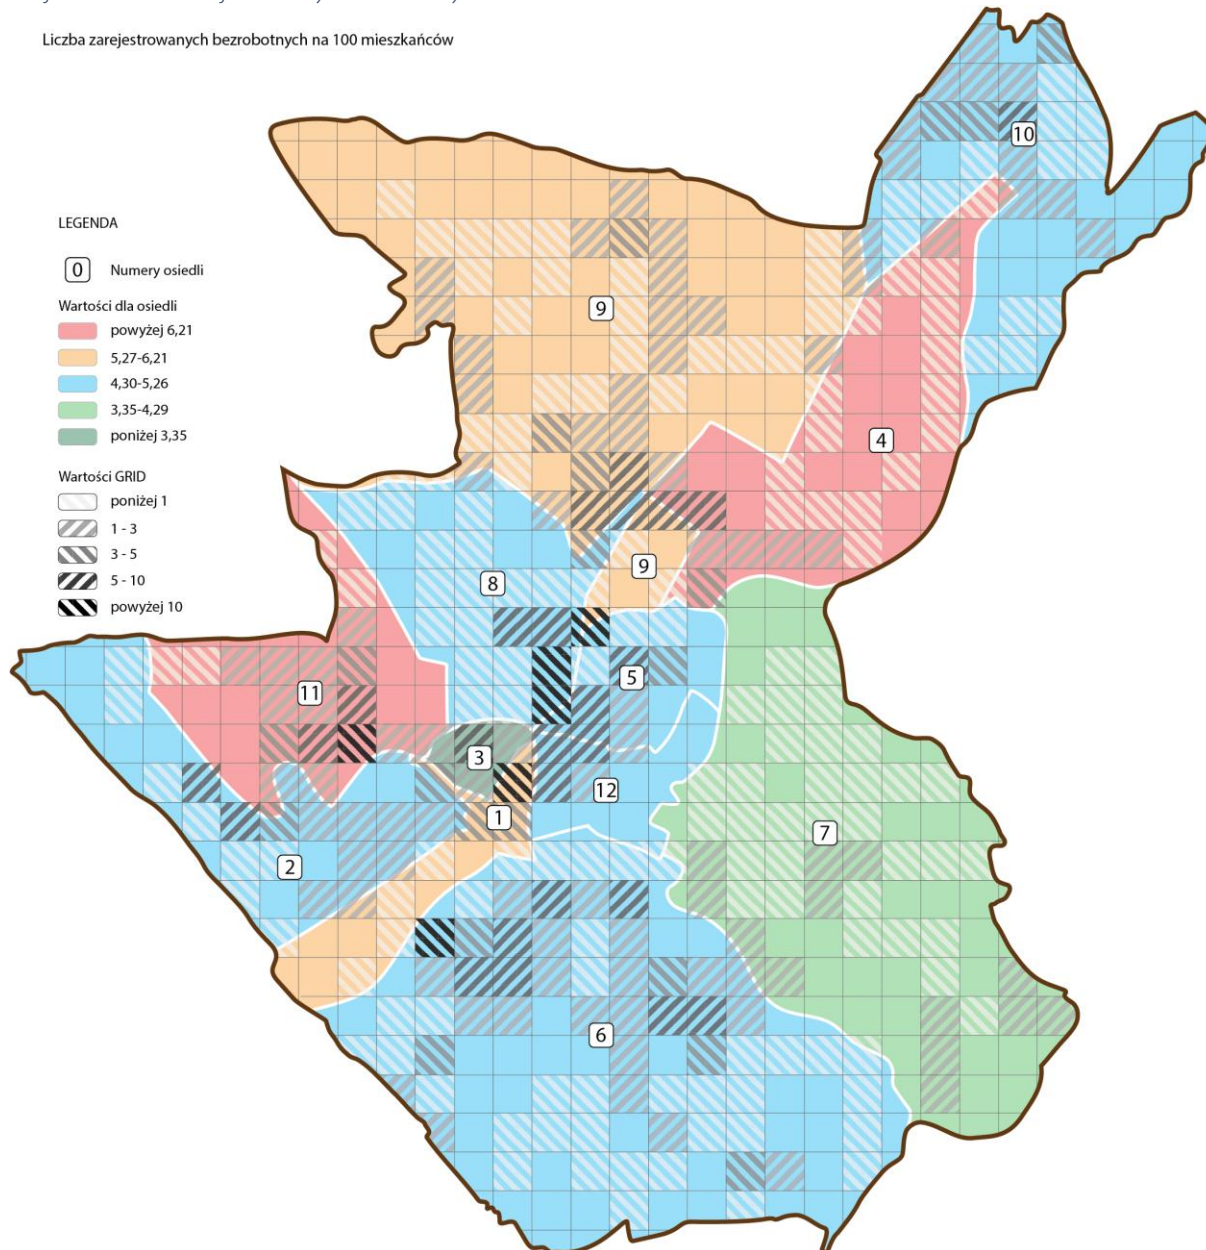 Liczba zarejestrowanych bezrobotnych na 100 mieszkańców
10
LEGENDA
0 Numery osiedli
Wartości dla osiedli
powyżej 6,21
5,27-6,21
4,30-5,26
3,35-4,29
poniżej 3,35
Wartości GRID
poniżej 1
1 - 3
3 - 5
5 - 10
powyżej 10
9
4
9
8
5
11
3
12
1
7
2
6